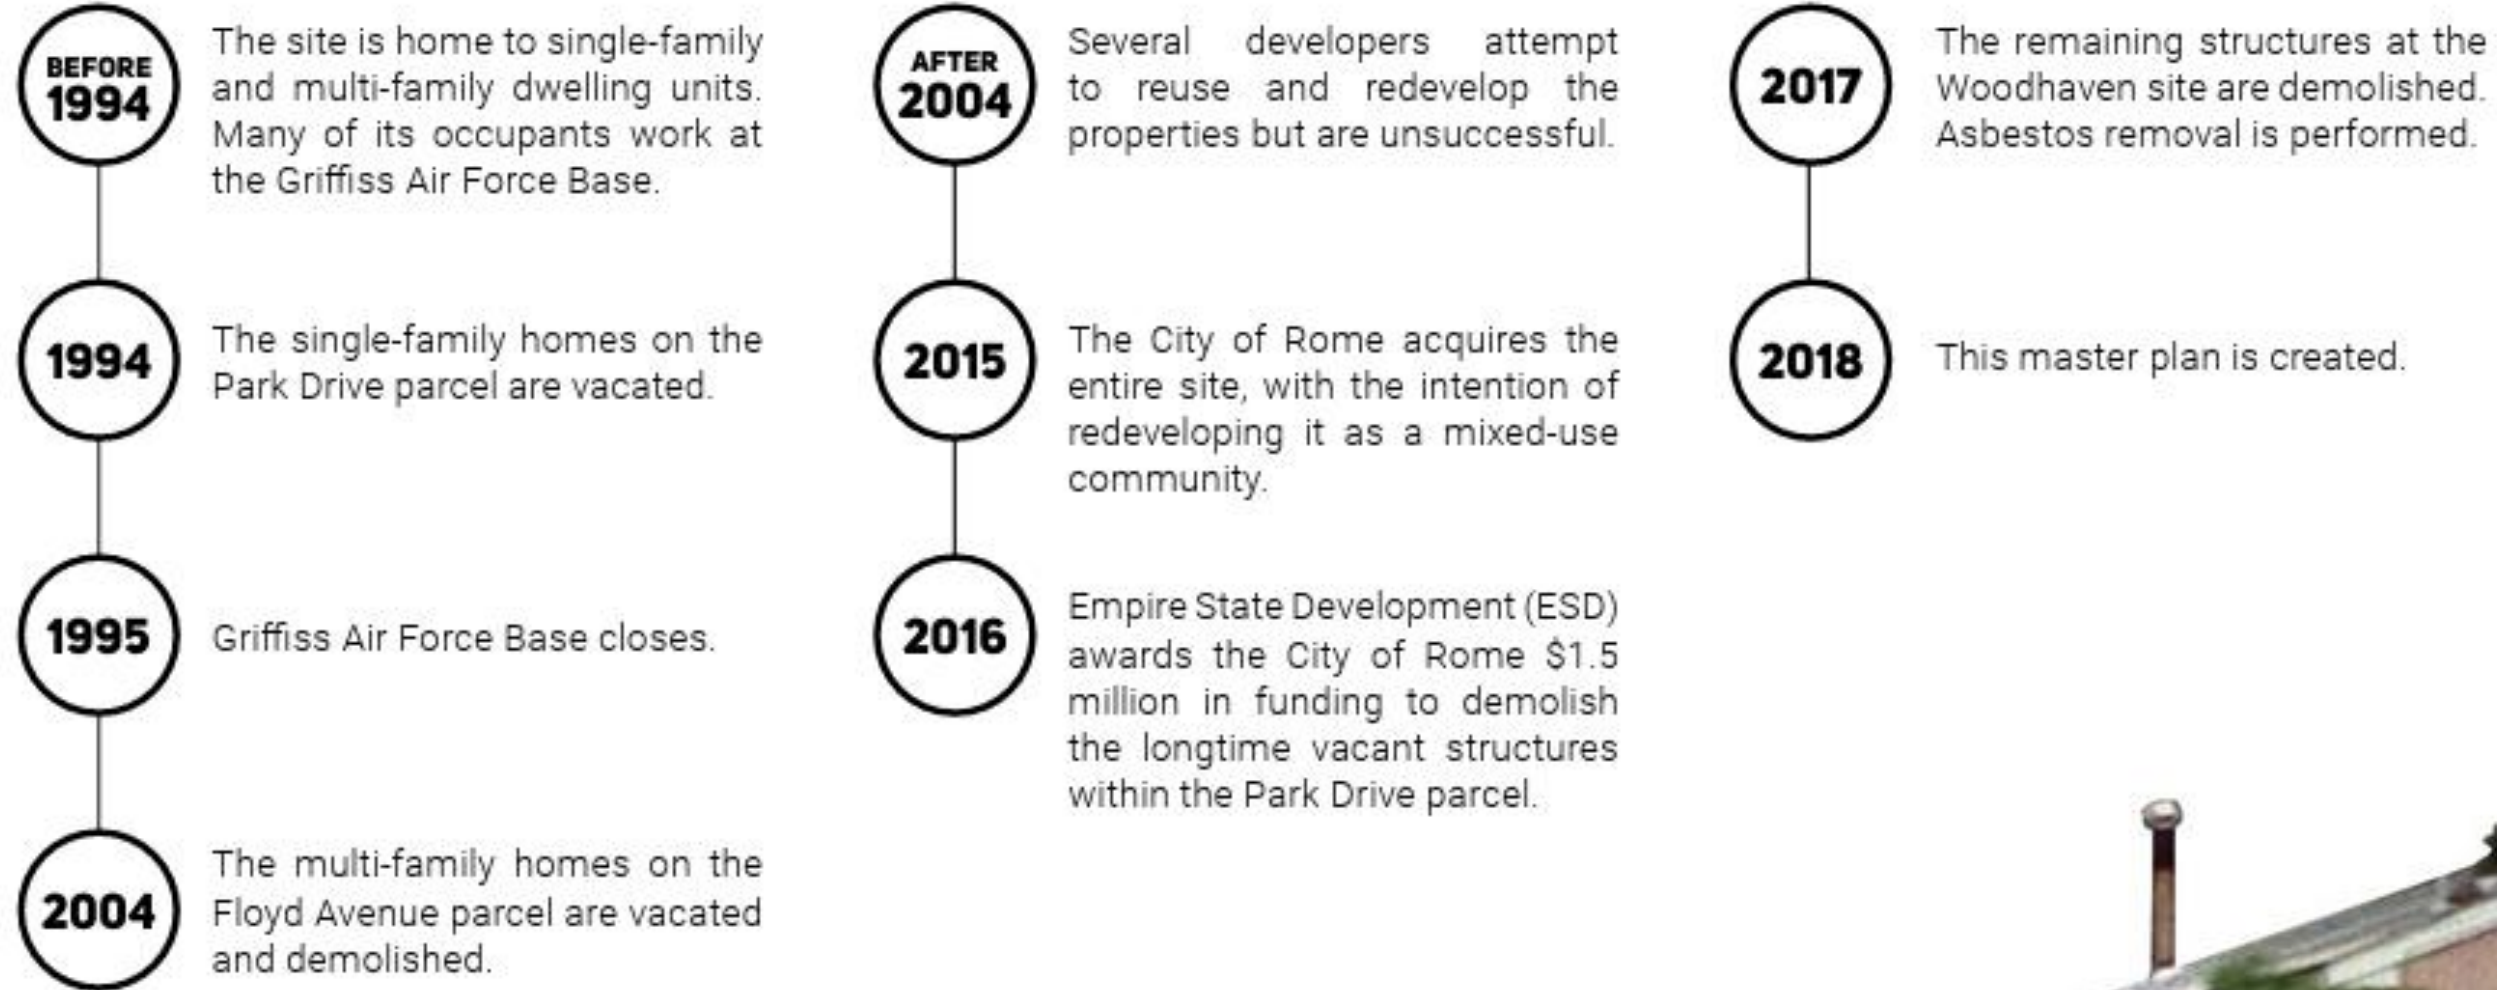 BEFORE
1994
The site is home to single-family
and multi-family dwelling units.
Many of its occupants work at
the Griffiss Air Force Base.
1994
The single-family homes on the
Park Drive parcel are vacated.
1995
Griffiss Air Force Base closes.
2004
The multi-family homes on the
Floyd Avenue parcel are vacated
and demolished.
AFTER
2004
Several developers attempt
to reuse and redevelop the
properties but are unsuccessful.
2015
The City of Rome acquires the
entire site, with the intention of
redeveloping it as a mixed-use
community.
2016
Empire State Development (ESD)
awards the City of Rome $1.5
million in funding to demolish
the longtime vacant structures
within the Park Drive parcel.
2017
The remaining structures at the
Woodhaven site are demolished.
Asbestos removal is performed.
2018
This master plan is created.